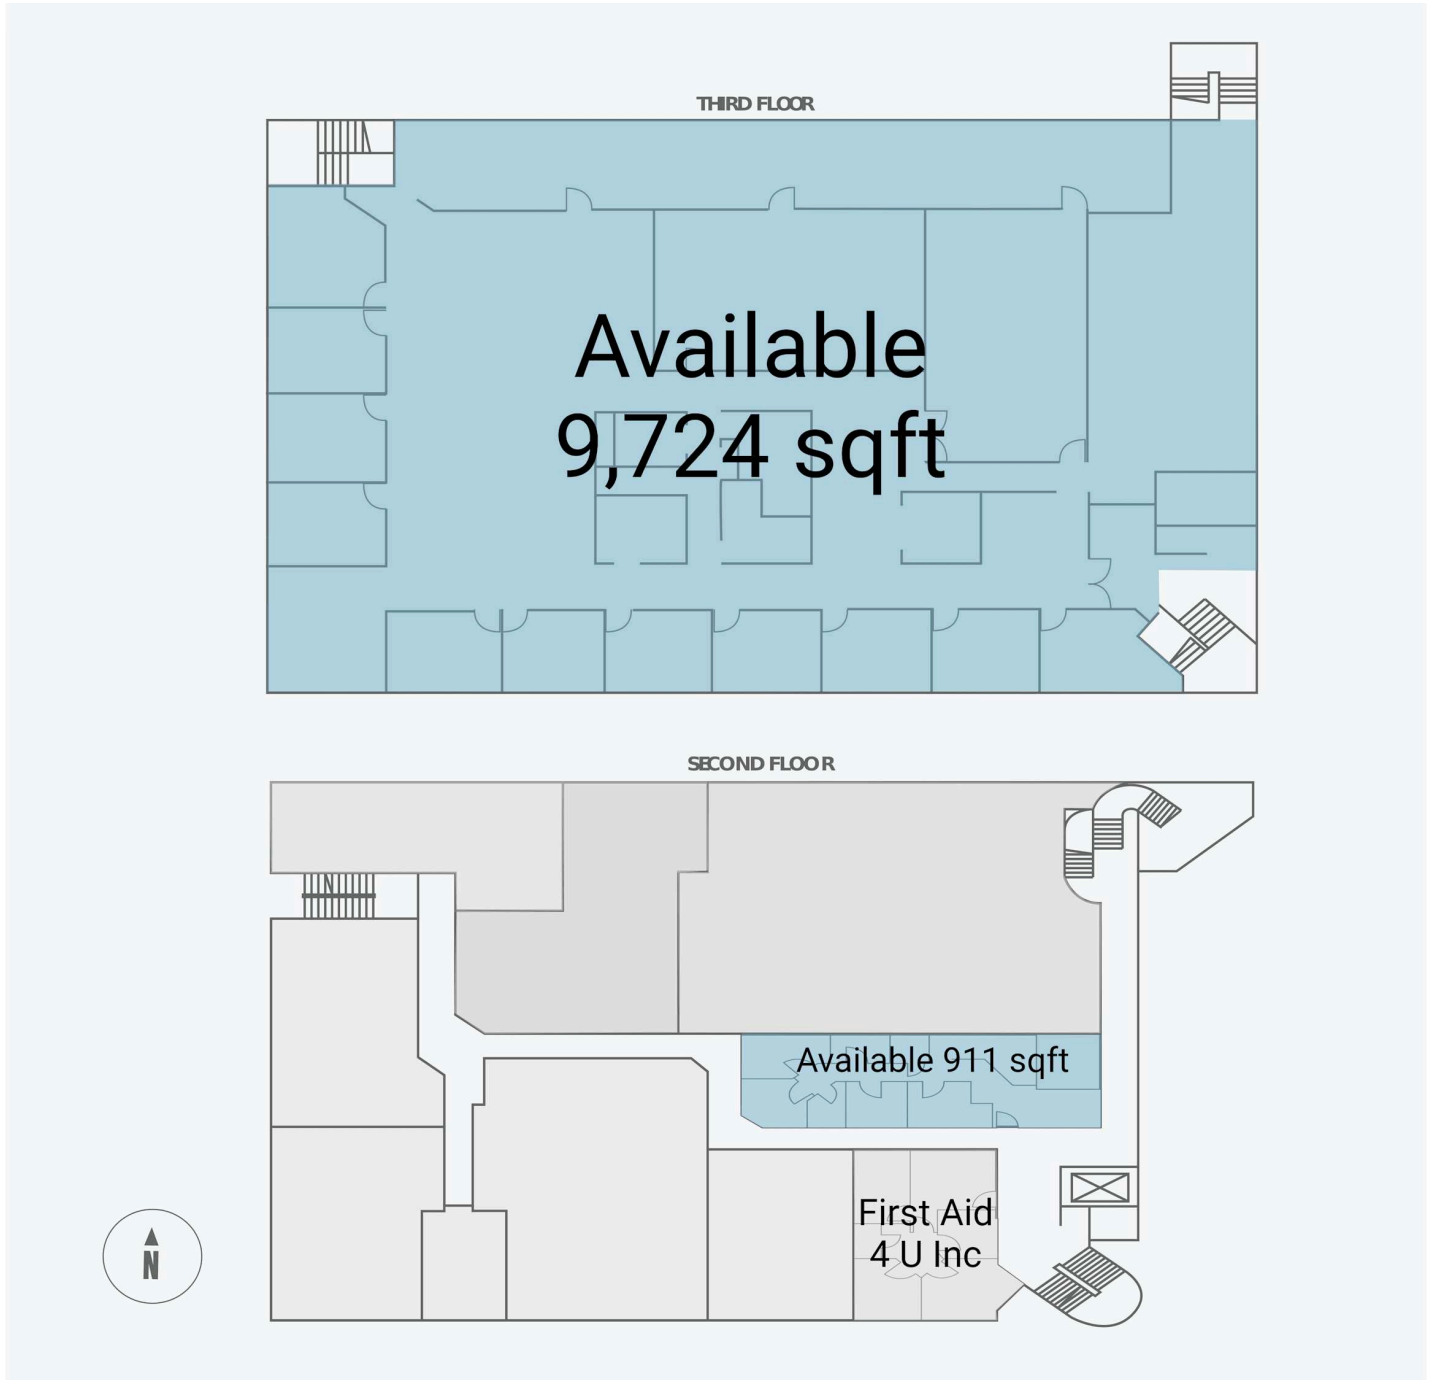 THIRD FLOOR
Available
9,724 sqft
SECOND FLOOR
Available 911 sqft
First Aid
4 U Inc
N